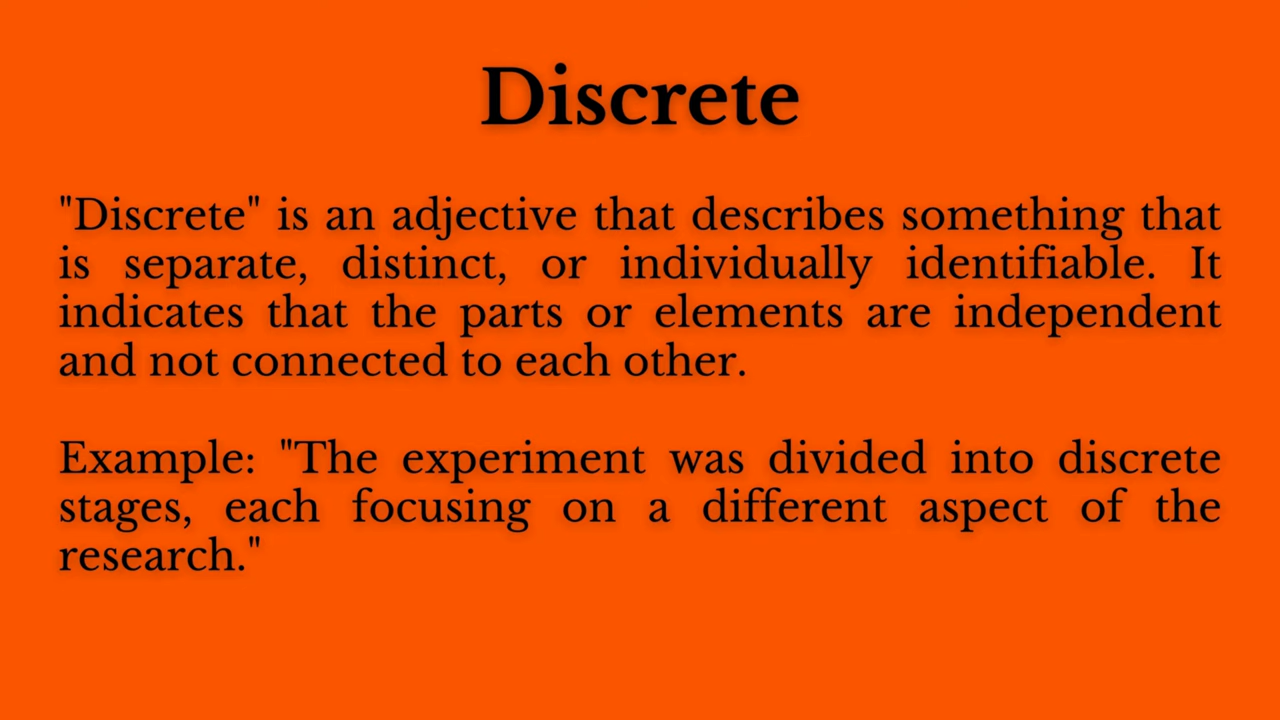 Discrete
"Discrete" is an adjective that describes something that
is separate, distinct, or individually identifiable. It
indicates that the parts or elements are independent
and not connected to each other.
Example: "The experiment was divided into discrete
stages, each focusing on a different aspect of the
research."